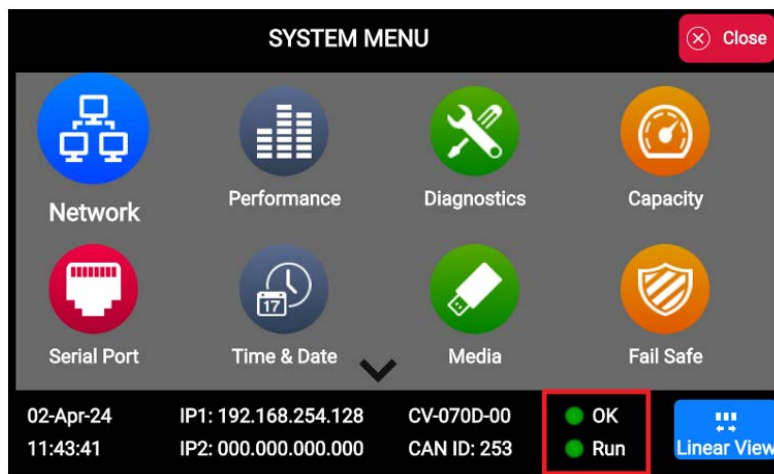 SYSTEM MENU
Close
Network
Performance
Diagnostics
Capacity
Serial Port
17
Time & Date
Media
Fail Safe
02-Apr-24 IP1: 192.168.254.128 CV-070D-00 OK
11:43:41 IP2: 000.000.000.000 CAN ID: 253 Run
Linear View